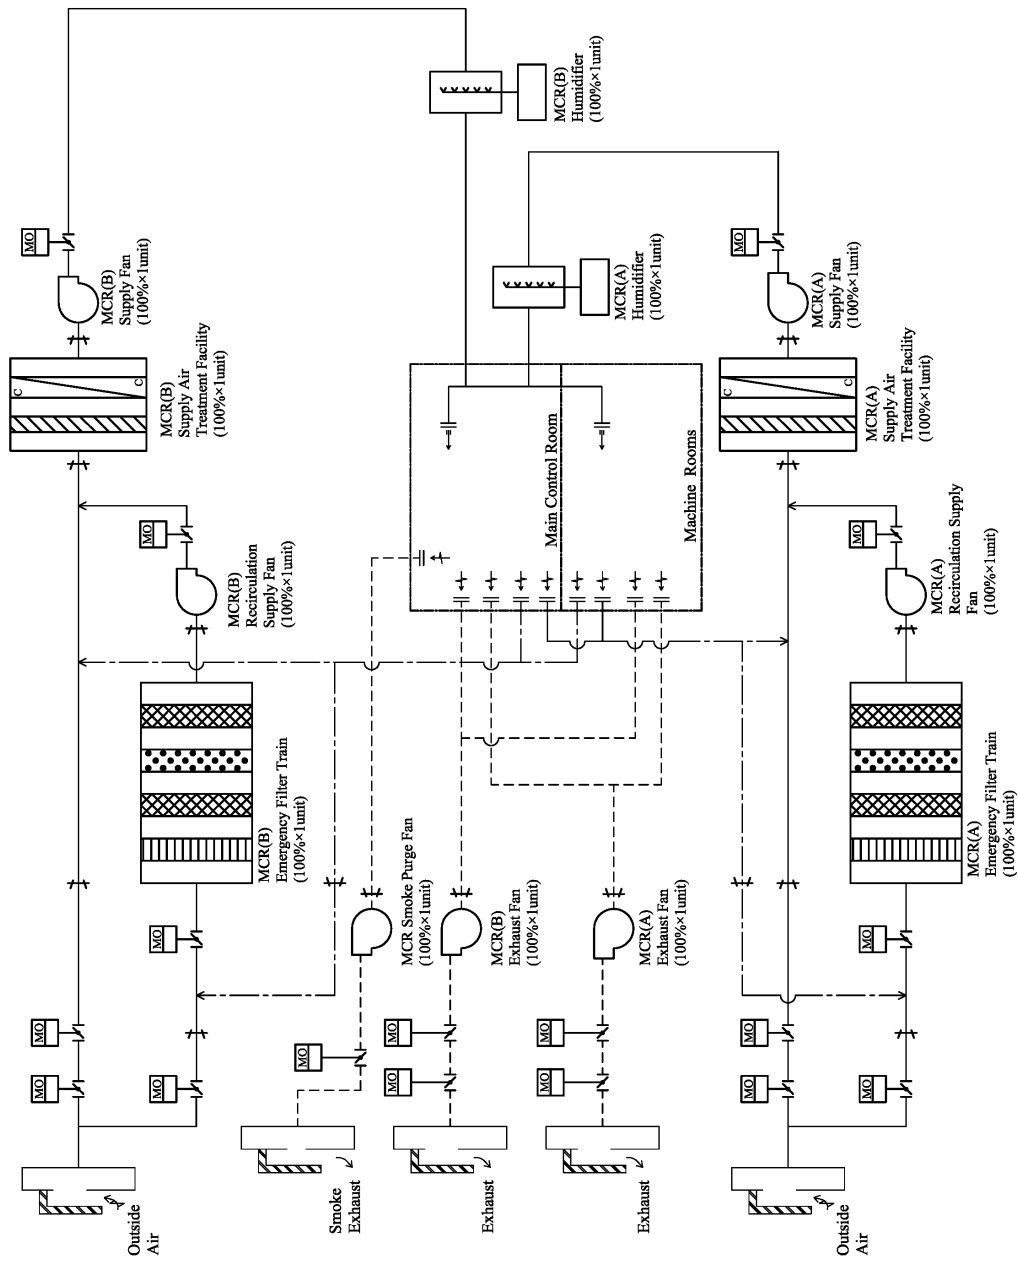 MO
MCR(B)
Supply Fan
(100%×1unit)
C
C
MCR(B)
Supply Air
Treatment Facility
(100%×1unit)
MO
MCR(B)
Recirculation
Supply Fan
(100%×1unit)
MCR(B)
Emergency Filter Train
(100%×1unit)
MO
MO
MO
MO
Outside
Air
MCR(B)
Humidifier
(100%×1unit)
MCR(A)
Humidifier
(100%×1unit)
Main Control Room
Machine Rooms
MCR Smoke Purge Fan
(100%×1unit)
MO
Smoke
Exhaust
MCR(B)
Exhaust Fan
(100%×1unit)
MO
MO
Exhaust
MCR(A)
Exhaust Fan
(100%×1unit)
MO
MO
Exhaust
MO
MCR(A)
Supply Fan
(100%×1unit)
C
C
MCR(A)
Supply Air
Treatment Facility
(100%×1unit)
MO
MCR(A)
Recirculation Supply
Fan
(100%×1unit)
MCR(A)
Emergency Filter Train
(100%×1unit)
MO
MO
MO
MO
Outside
Air